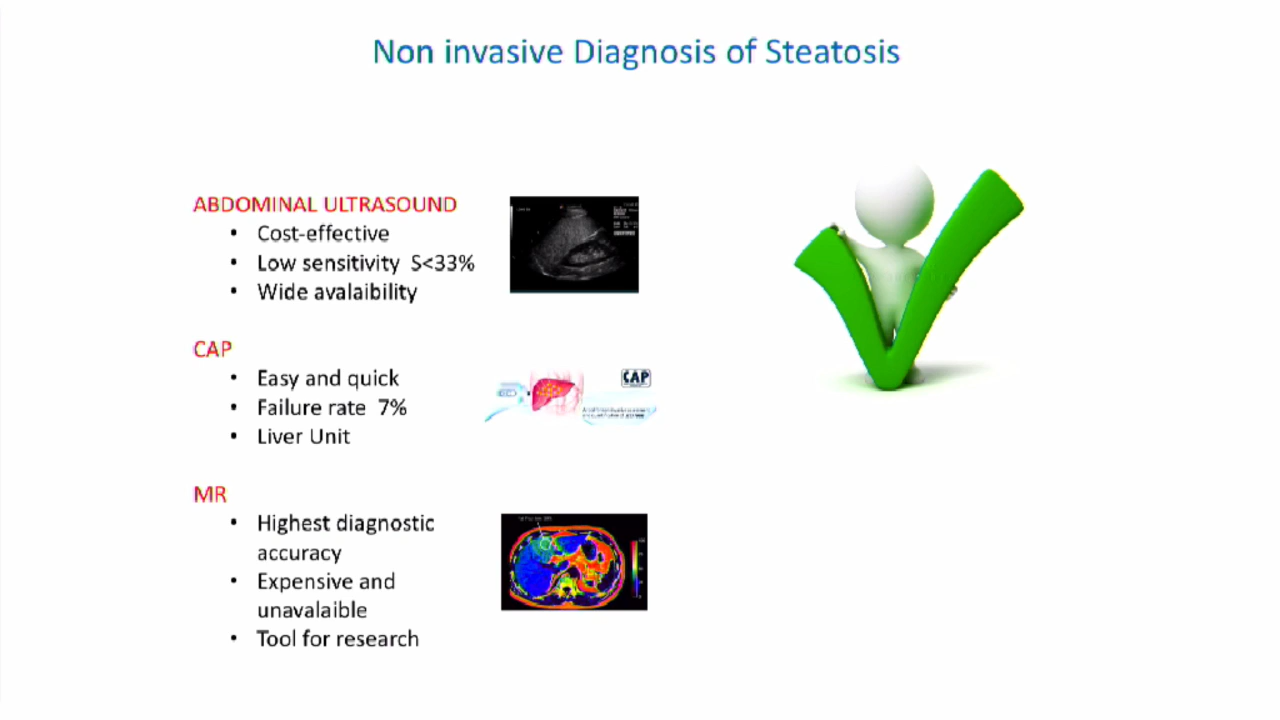 Non invasive Diagnosis of Steatosis
ABDOMINAL ULTRASOUND
• Cost-effective
• Low sensitivity S<33%
• Wide avalaibility
CAP
• Easy and quick
• Failure rate 7%
• Liver Unit
CAP
MR
• Highest diagnostic
accuracy
• Expensive and
unavalaible
• Tool for research